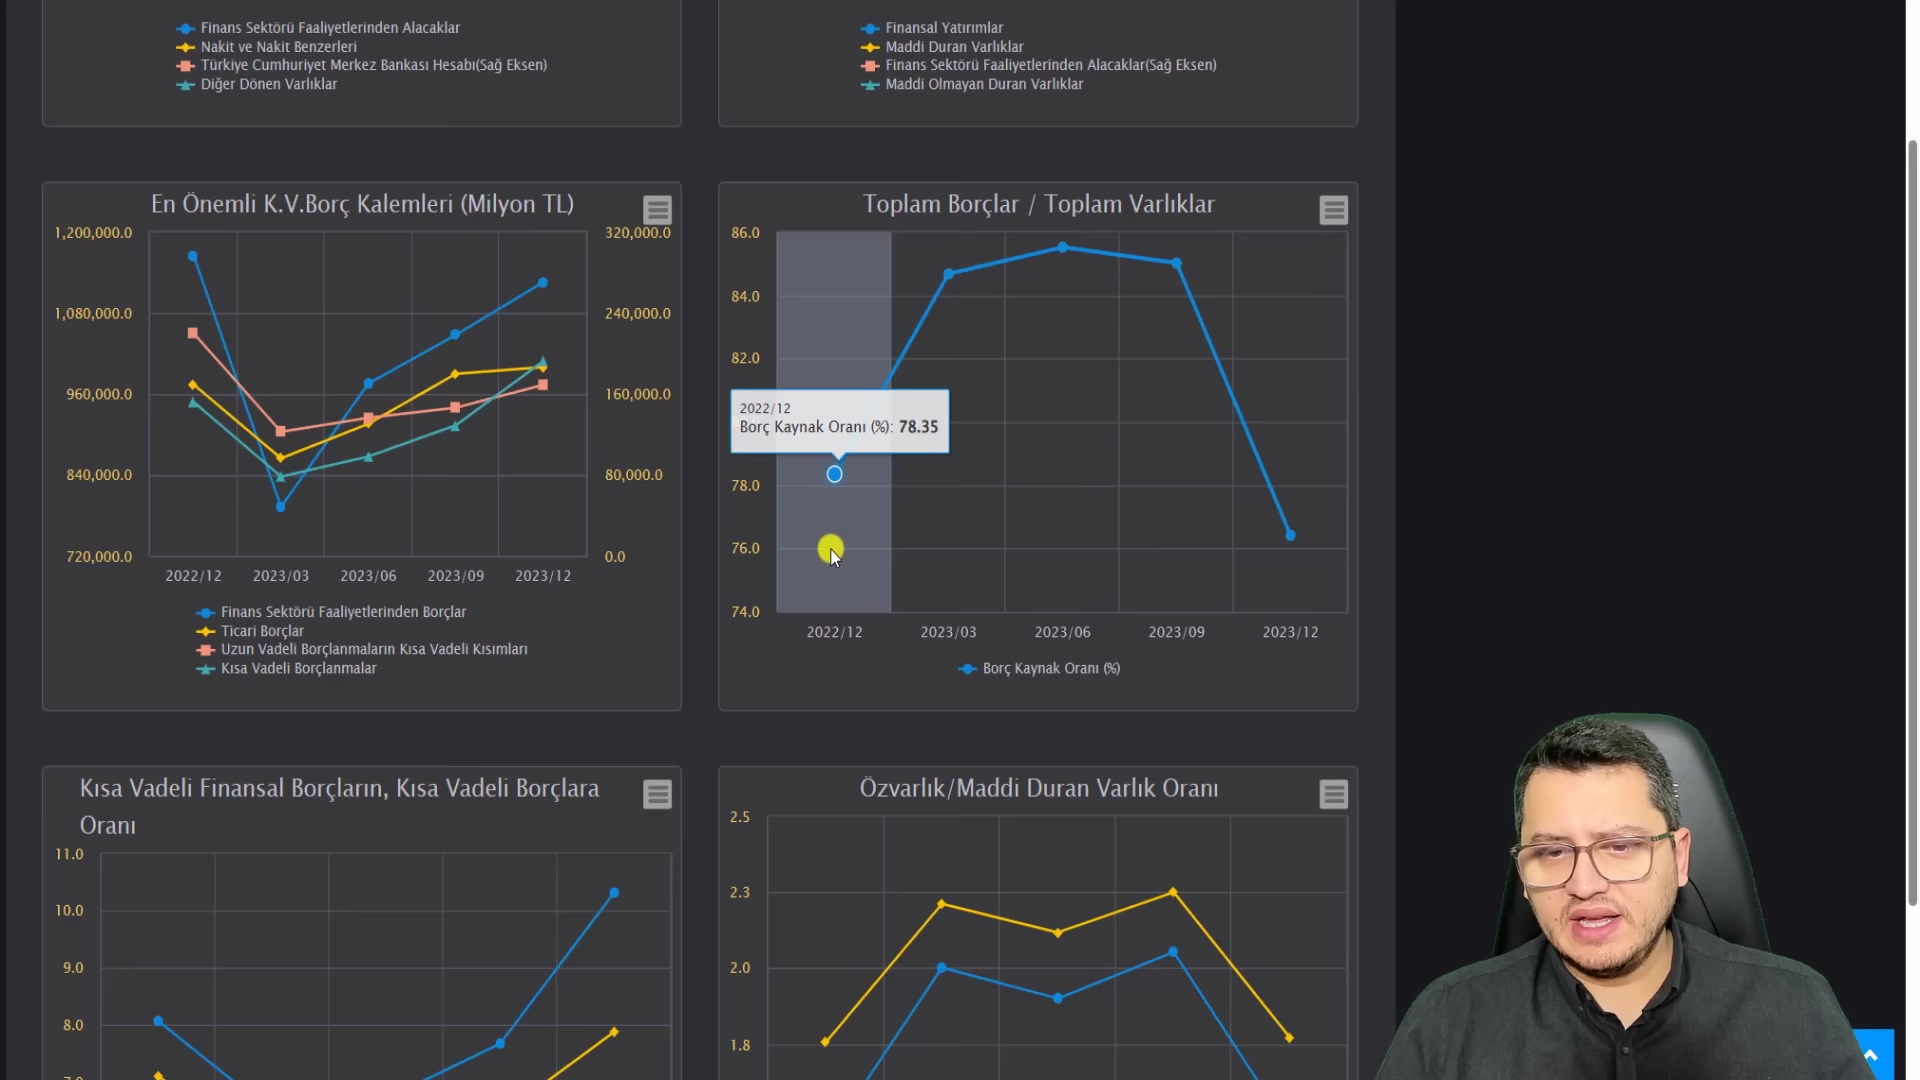 Finans Sektörü Faaliyetlerinden Alacaklar
Nakit ve Nakit Benzerleri
Türkiye Cumhuriyet Merkez Bankası Hesabı(Sağ Eksen)
Diğer Dönen Varlıklar
Finansal Yatırımlar
Maddi Duran Varlıklar
Finans Sektörü Faaliyetlerinden Alacaklar(Sağ Eksen)
Maddi Olmayan Duran Varlıklar
En Önemli K.V.Borç Kalemleri (Milyon TL)
1,200,000.0 320,000.0
1,080,000.0 240,000.0
960,000.0 160,000.0
840,000.0 80,000.0
720,000.0 0.0
2022/12 2023/03 2023/06 2023/09 2023/12
Finans Sektörü Faaliyetlerinden Borçlar
Ticari Borçlar
Uzun Vadeli Borçlanmaların Kısa Vadeli Kısımları
Kısa Vadeli Borçlanmalar
Toplam Borçlar / Toplam Varlıklar
86.0
84.0
82.0
2022/12
Borç Kaynak Oranı (%): 78.35
78.0
76.0
74.0
2022/12 2023/03 2023/06 2023/09 2023/12
Borç Kaynak Oranı (%)
Kısa Vadeli Finansal Borçların, Kısa Vadeli Borçlara
Oranı
11.0
10.0
9.0
8.0
Özvarlık/Maddi Duran Varlık Oranı
2.5
2.3
2.0
1.8